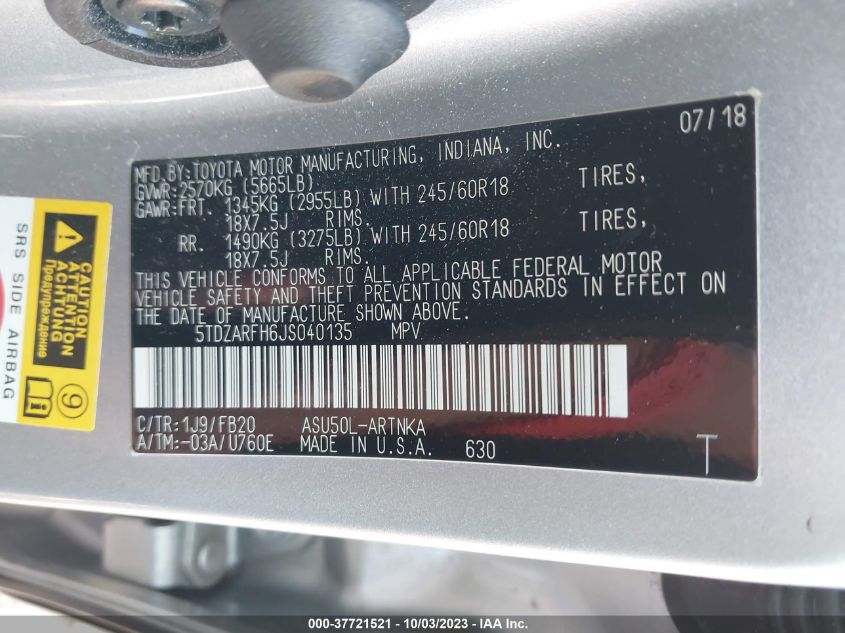 07/18
MFD. BY: TOYOTA MOTOR MANUFACTURING, INDIANA, INC.
GVWR: 2570KG (5665LB)
GAWR: FRT. 1345KG (2955LB) WITH 245/60R18 TIRES,
18X7.5J RIMS.
RR. 1490KG (3275LB) WITH 245/60R18 TIRES,
18X7.5J RIMS.
THIS VEHICLE CONFORMS TO ALL APPLICABLE FEDERAL MOTOR
VEHICLE SAFETY AND THEFT PREVENTION STANDARDS IN EFFECT ON
THE DATE OF MANUFACTURE SHOWN ABOVE.
5TDZARFH6JS040135 MPV
C/TR: 1J9/FB20 ASU50L-ARTNKA
A/TM: -03A/U760E MADE IN U.S.A. 630
T
CAUTION
ATTENTION
ACHTUNG
Предупреждение
9
SRS SIDE AIRBAG
000-37721521 - 10/03/2023 - IAA Inc.